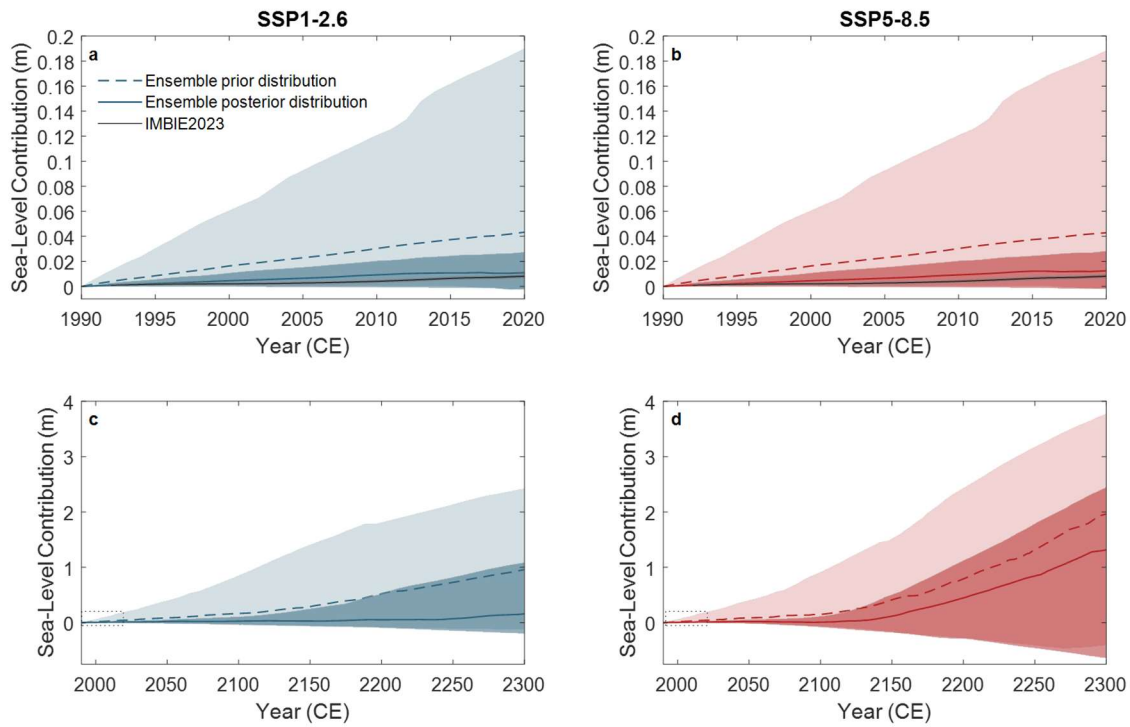 SSP1-2.6
SSP5-8.5
a
Ensemble prior distribution
Ensemble posterior distribution
IMBIE2023
Sea-Level Contribution (m)
0.2
0.18
0.16
0.14
0.12
0.1
0.08
0.06
0.04
0.02
0
1990 1995 2000 2005 2010 2015 2020
Year (CE)
b
Sea-Level Contribution (m)
0.2
0.18
0.16
0.14
0.12
0.1
0.08
0.06
0.04
0.02
0
1990 1995 2000 2005 2010 2015 2020
Year (CE)
c
Sea-Level Contribution (m)
4
3
2
1
0
2000 2050 2100 2150 2200 2250 2300
Year (CE)
d
Sea-Level Contribution (m)
4
3
2
1
0
2000 2050 2100 2150 2200 2250 2300
Year (CE)